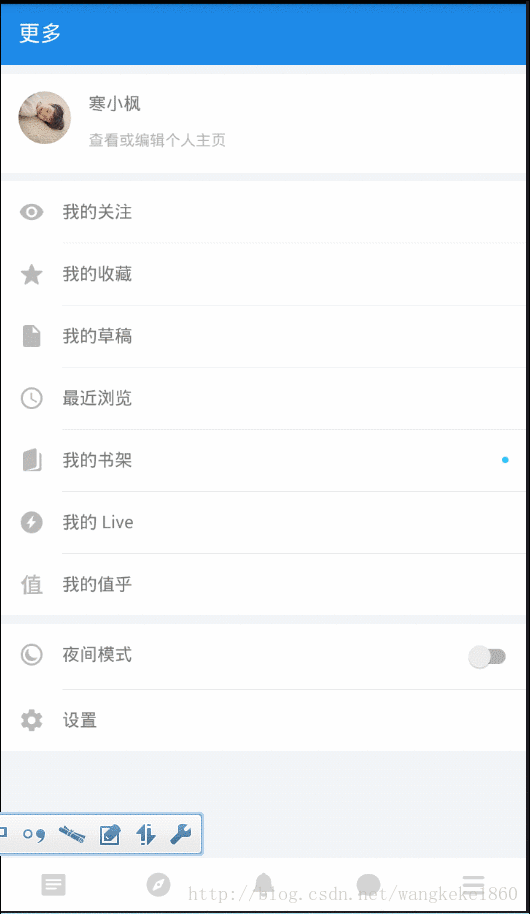 更多
寒小枫
查看或编辑个人主页
我的关注
我的收藏
我的草稿
最近浏览
我的书架
我的 Live
值 我的值乎
夜间模式
设置
http://blog.csdn.net/wangkeke1860